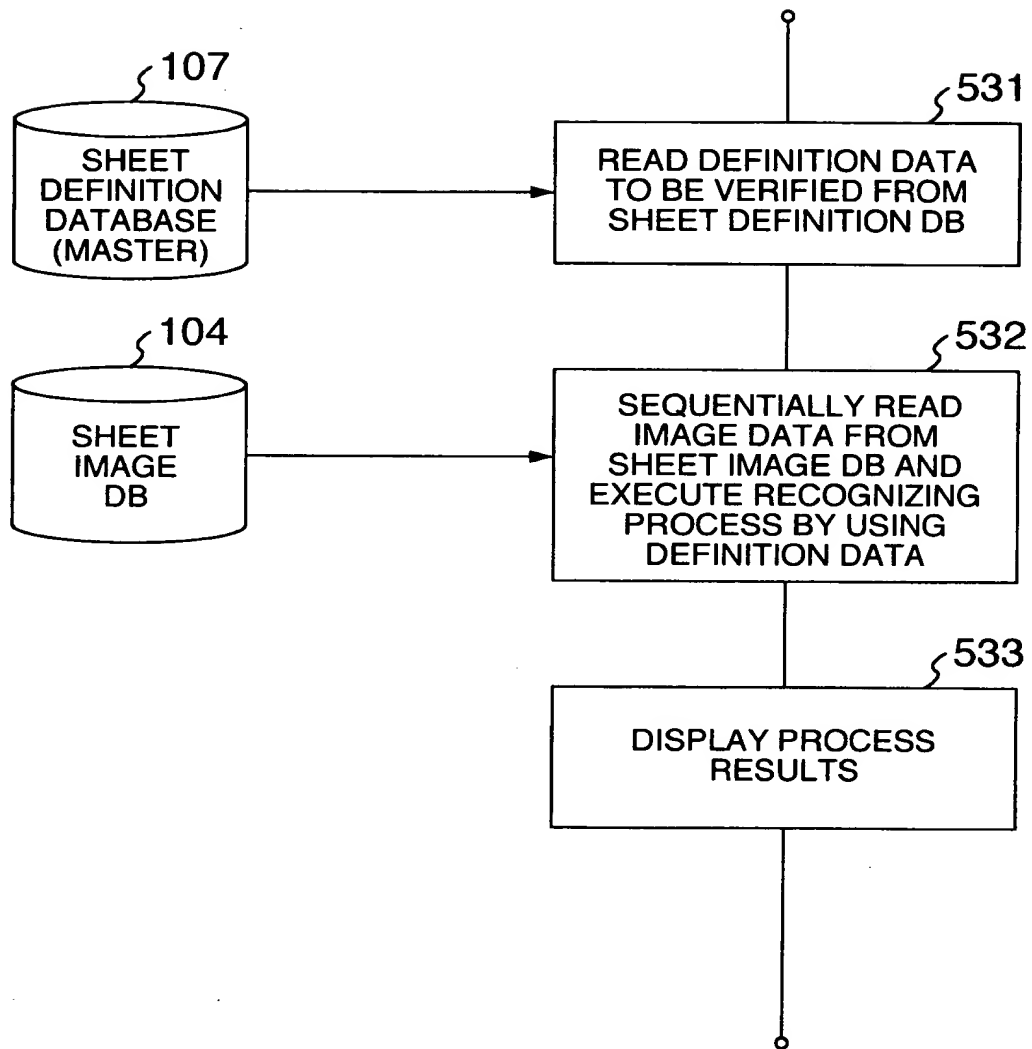 107
SHEET
DEFINITION
DATABASE
(MASTER)
531
READ DEFINITION DATA
TO BE VERIFIED FROM
SHEET DEFINITION DB
104
SHEET
IMAGE
DB
532
SEQUENTIALLY READ
IMAGE DATA FROM
SHEET IMAGE DB AND
EXECUTE RECOGNIZING
PROCESS BY USING
DEFINITION DATA
533
DISPLAY PROCESS
RESULTS